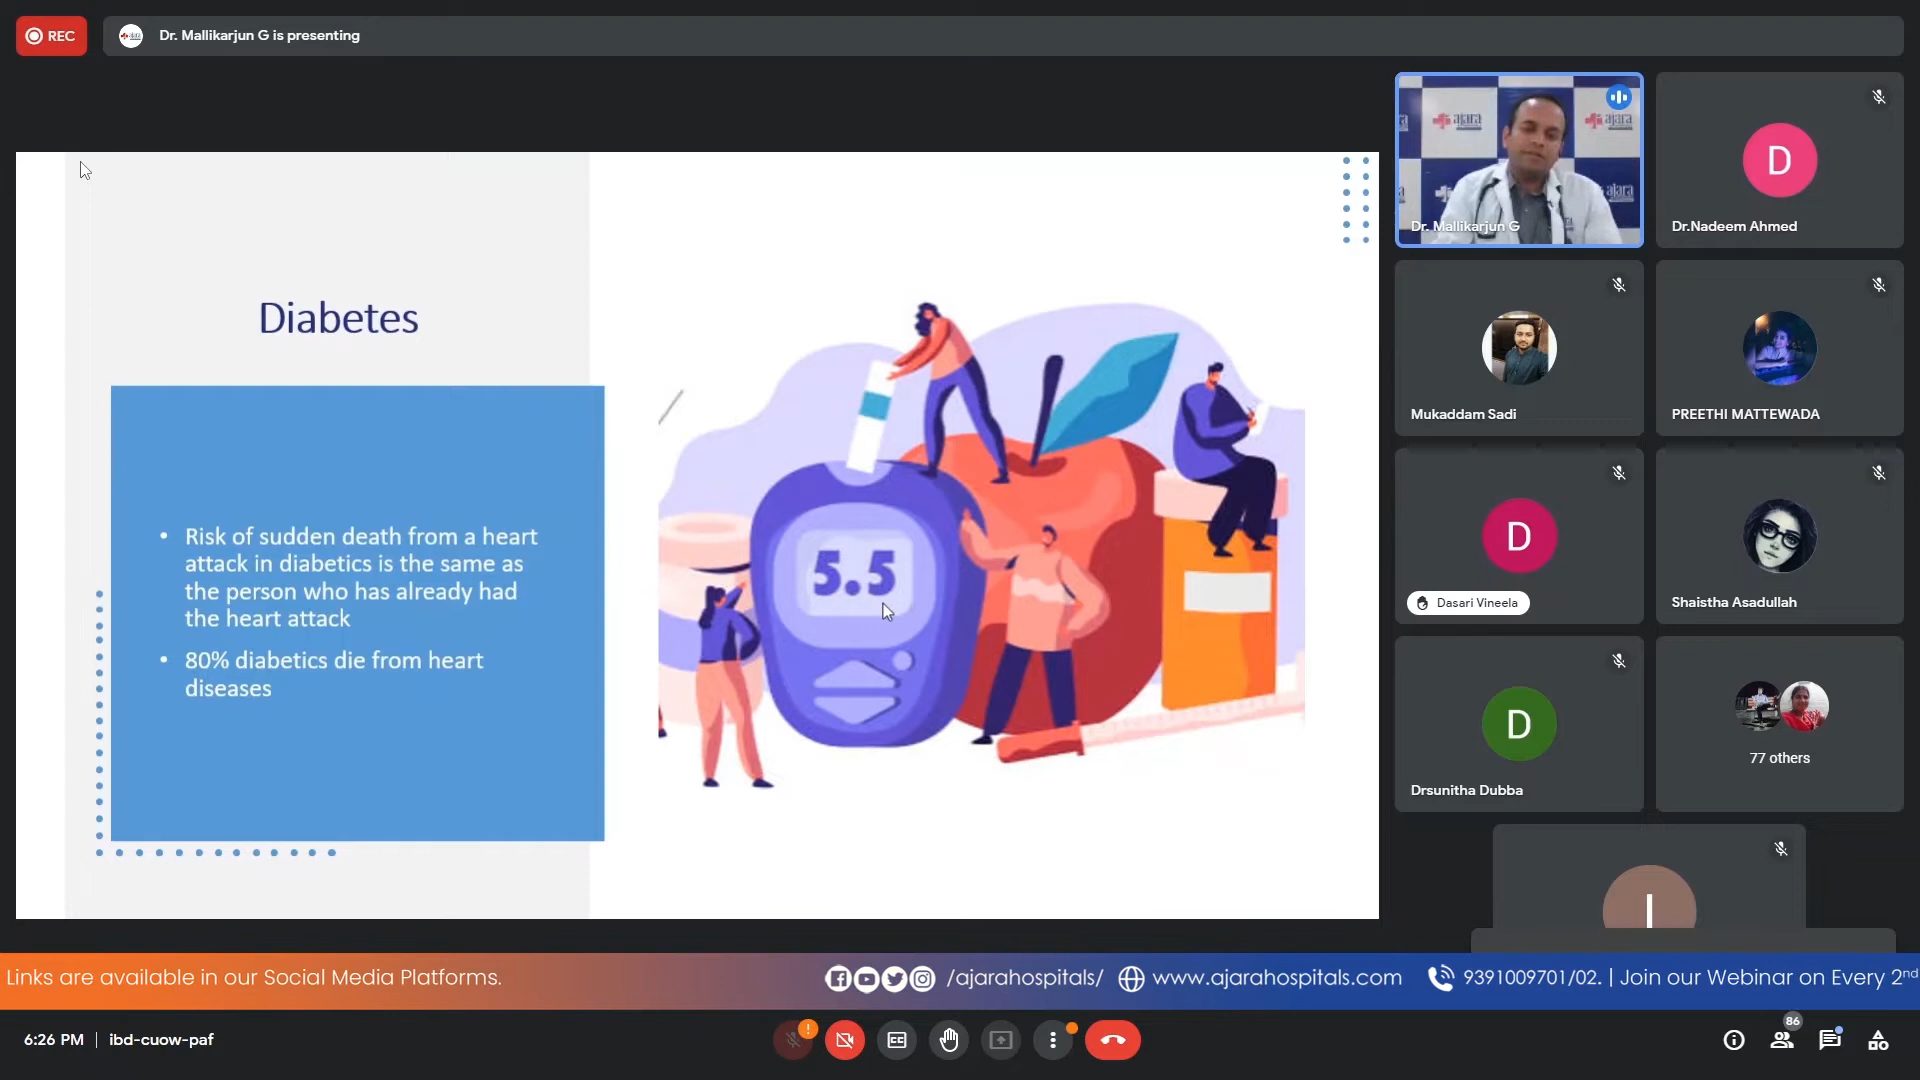 REC
Dr. Mallikarjun G is presenting
ajara
ajara
ajara
Dr. Mallikarjun G
Dr.Nadeem Ahmed
D
Diabetes
Risk of sudden death from a heart
attack in diabetics is the same as
the person who has already had
the heart attack
80% diabetics die from heart
diseases
5.5
Mukaddam Sadi
PREETHI MATTEWADA
D
Dasari Vineela
Shaistha Asadullah
D
Drsunitha Dubba
77 others
Links are available in our Social Media Platforms.
/ajarahospitals/
www.ajarahospitals.com
9391009701/02. | Join our Webinar on Every 2nd
6:26 PM | ibd-cuow-paf
86